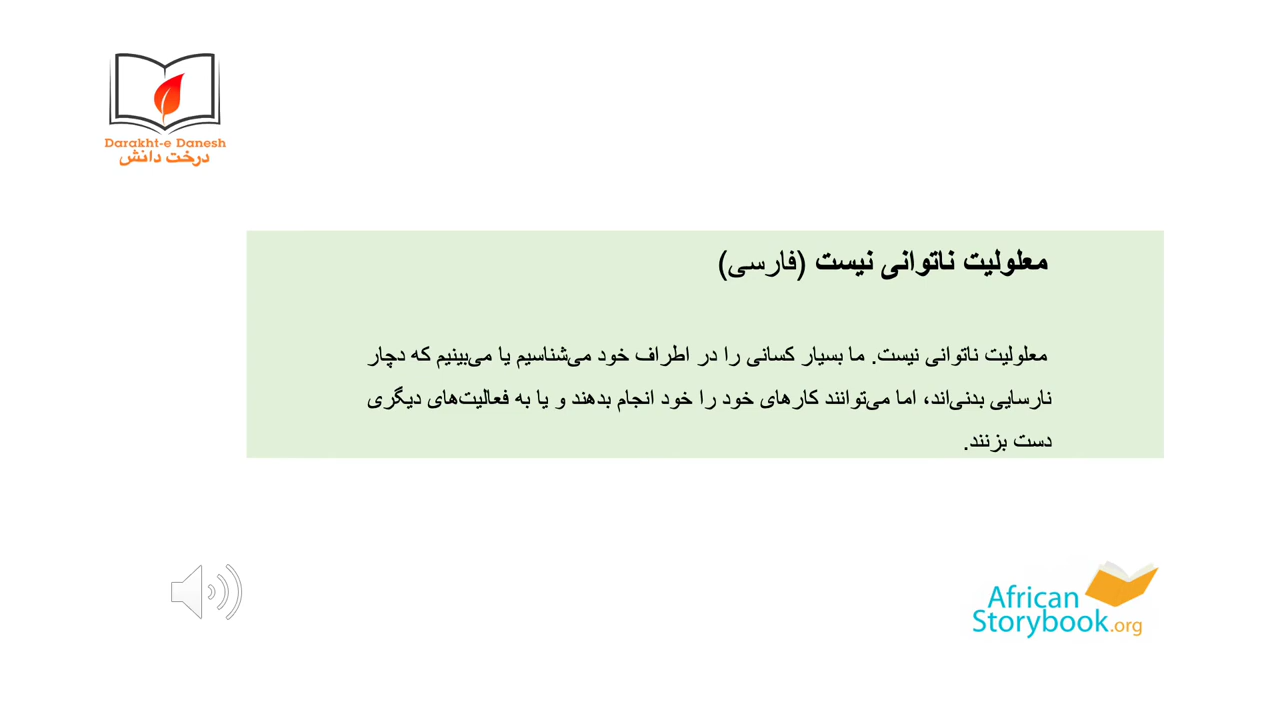 Darakht-e Danesh
درخت دانش
معلولیت ناتوانی نیست (فارسی)
معلولیت ناتوانی نیست. ما بسیار کسانی را در اطراف خود می‌شناسیم یا می‌بینیم که دچار
نارسایی بدنی‌اند، اما می‌توانند کارهای خود را خود انجام بدهند و یا به فعالیت‌های دیگری
دست بزنند.
African
Storybook.org